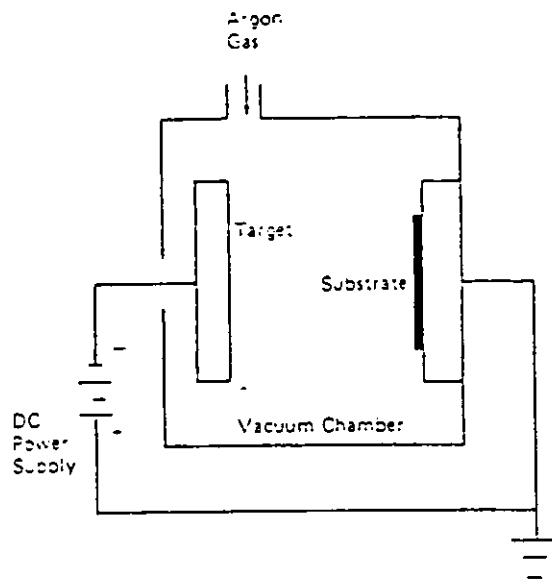 Argon
Gas
Target
Substrate
DC
Power
Supply
Vacuum Chamber